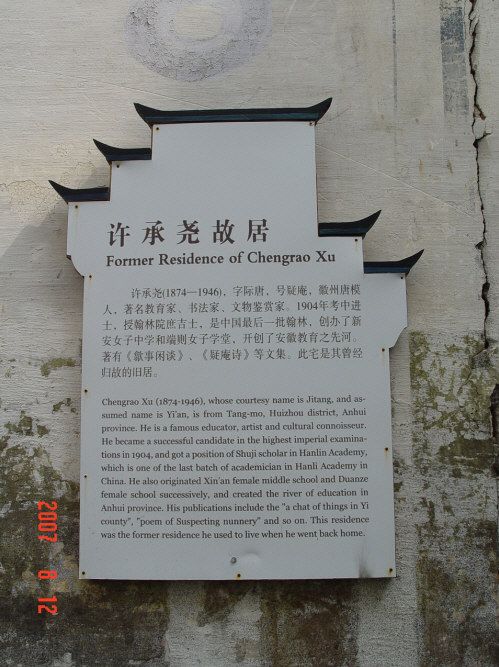 许承尧故居
Former Residence of Chengrao Xu
许承尧(1874—1946)，字际唐，号疑庵，徽州唐模
人，著名教育家、书法家、文物鉴赏家。1904年考中进
士，授翰林院庶吉士，是中国最后一批翰林，创办了新
安女子中学和端则女子学堂，开创了安徽教育之先河。
著有《歙事闲谈》、《疑庵诗》等文集。此宅是其曾经
归故的旧居。
Chengrao Xu (1874-1946), whose courtesy name is Jitang, and as-
sumed name is Yi'an, is from Tang-mo, Huizhou district, Anhui
province. He is a famous educator, artist and cultural connoisseur.
He became a successful candidate in the highest imperial examina-
tions in 1904, and got a position of Shuji scholar in Hanlin Academy,
which is one of the last batch of academician in Hanli Academy in
China. He also originated Xin'an female middle school and Duanze
female school successively, and created the river of education in
Anhui province. His publications include the "a chat of things in Yi
county", "poem of Suspecting nunnery" and so on. This residence
was the former residence he used to live when he went back home.
2007 8 12